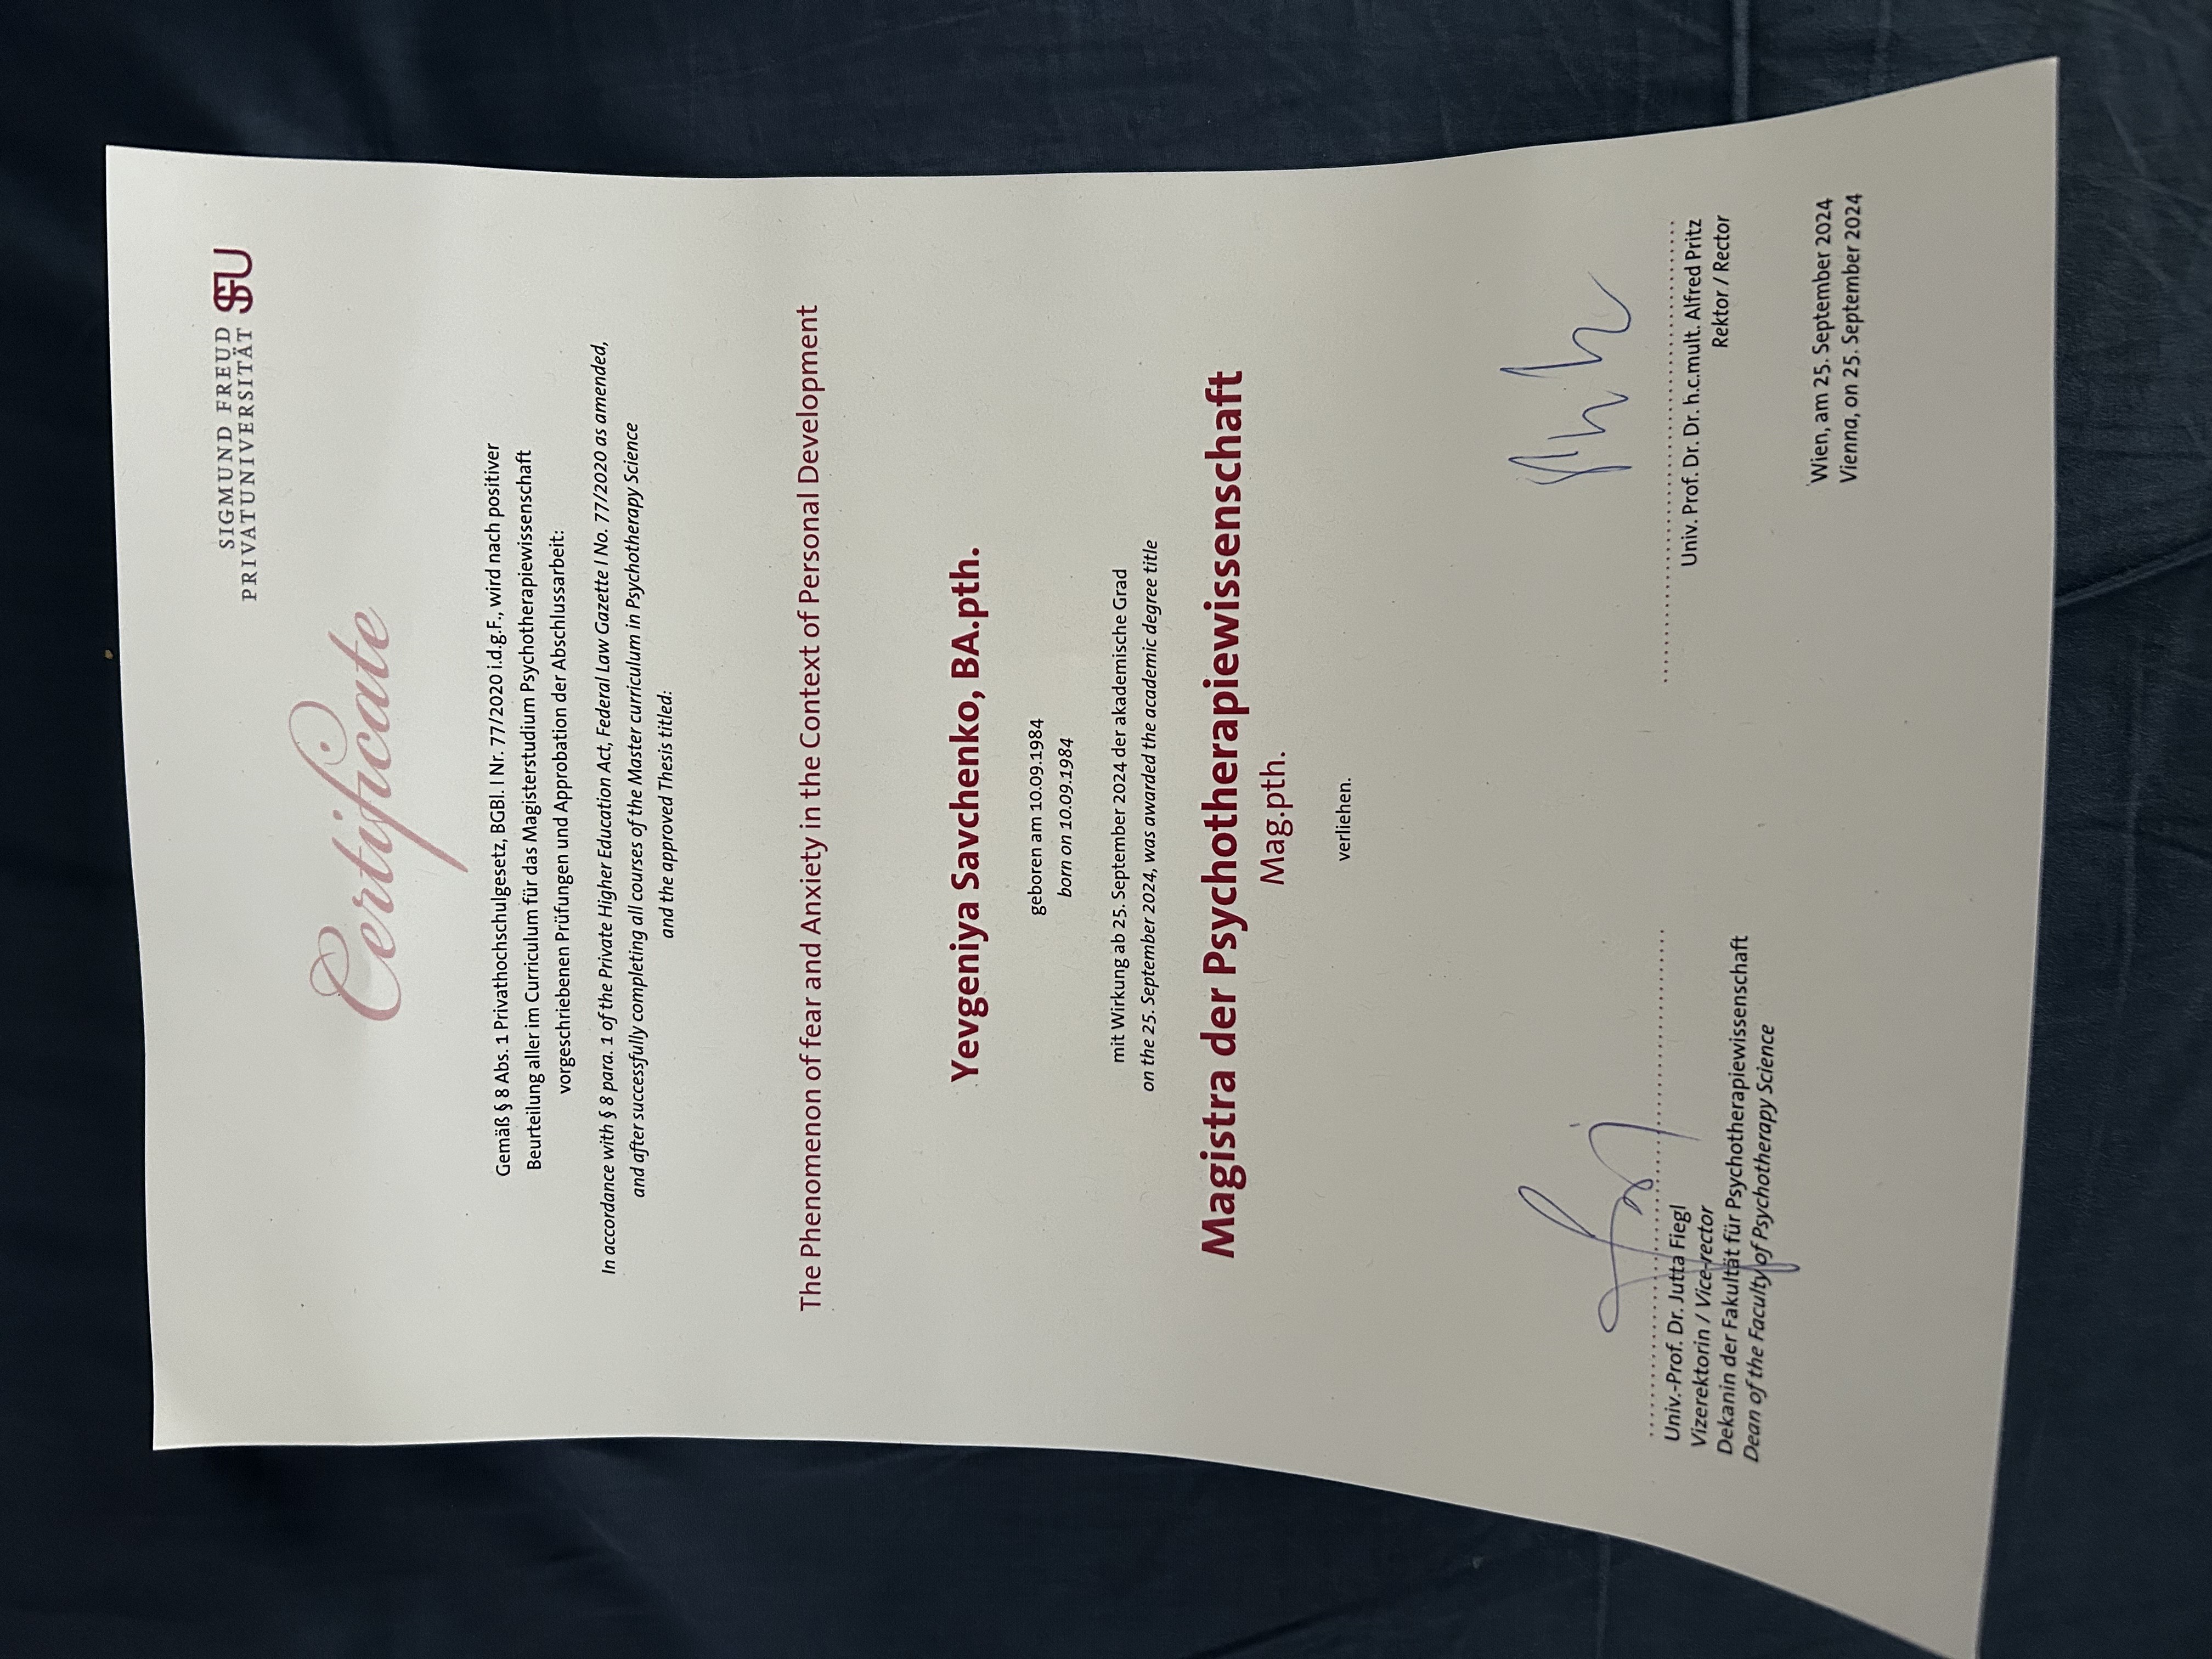 SIGMUND FREUD
PRIVATUNIVERSITÄT
SFU
Certificate
Gemäß § 8 Abs. 1 Privathochschulgesetz, BGBl. I Nr. 77/2020 i.d.g.F., wird nach positiver
Beurteilung aller im Curriculum für das Magisterstudium Psychotherapiewissenschaft
vorgeschriebenen Prüfungen und Approbation der Abschlussarbeit:
In accordance with § 8 para. 1 of the Private Higher Education Act, Federal Law Gazette I No. 77/2020 as amended,
and after successfully completing all courses of the Master curriculum in Psychotherapy Science
and the approved Thesis titled:
The Phenomenon of fear and Anxiety in the Context of Personal Development
Yevgeniya Savchenko, BA.pth.
geboren am 10.09.1984
born on 10.09.1984
mit Wirkung ab 25. September 2024 der akademische Grad
on the 25. September 2024, was awarded the academic degree title
Magistra der Psychotherapiewissenschaft
Mag.pth.
verliehen.
Univ.-Prof. Dr. Jutta Fiegl
Vizerektorin / Vice-rector
Dekanin der Fakultät für Psychotherapiewissenschaft
Dean of the Faculty of Psychotherapy Science
Univ. Prof. Dr. Dr. h.c.mult. Alfred Pritz
Rektor / Rector
Wien, am 25. September 2024
Vienna, on 25. September 2024